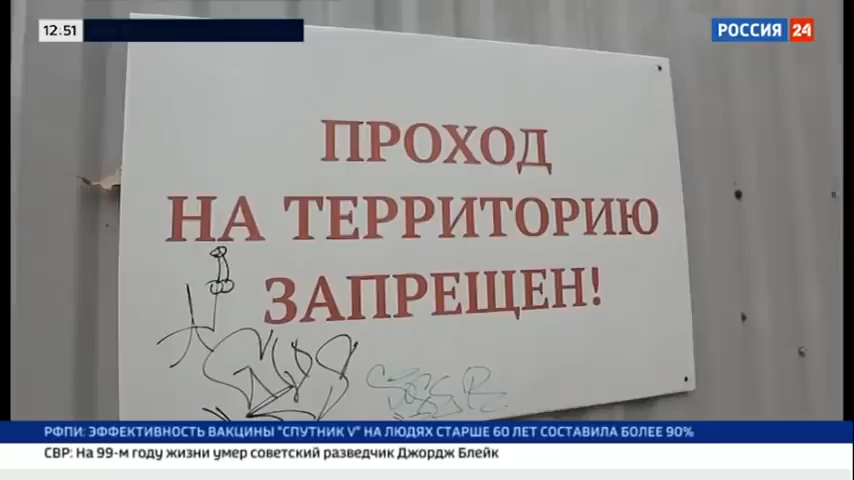 12:51
РОССИЯ 24
ПРОХОД
НА ТЕРРИТОРИЮ
ЗАПРЕЩЕН!
РФПИ: ЭФФЕКТИВНОСТЬ ВАКЦИНЫ "СПУТНИК V" НА ЛЮДЯХ СТАРШЕ 60 ЛЕТ СОСТАВИЛА БОЛЕЕ 90%
СВР: На 99-м году жизни умер советский разведчик Джордж Блейк